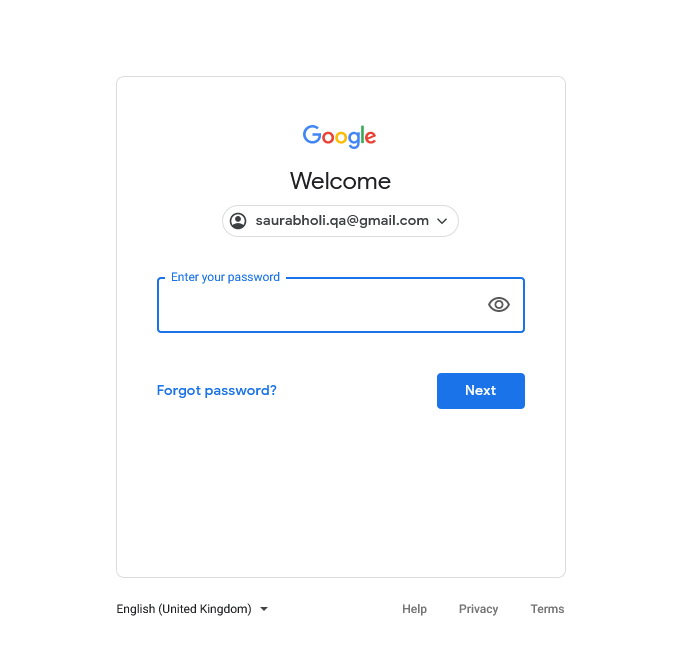 Google
Welcome
saurabholi.qa@gmail.com
Enter your password
Forgot password?
Next
English (United Kingdom)
Help
Privacy
Terms